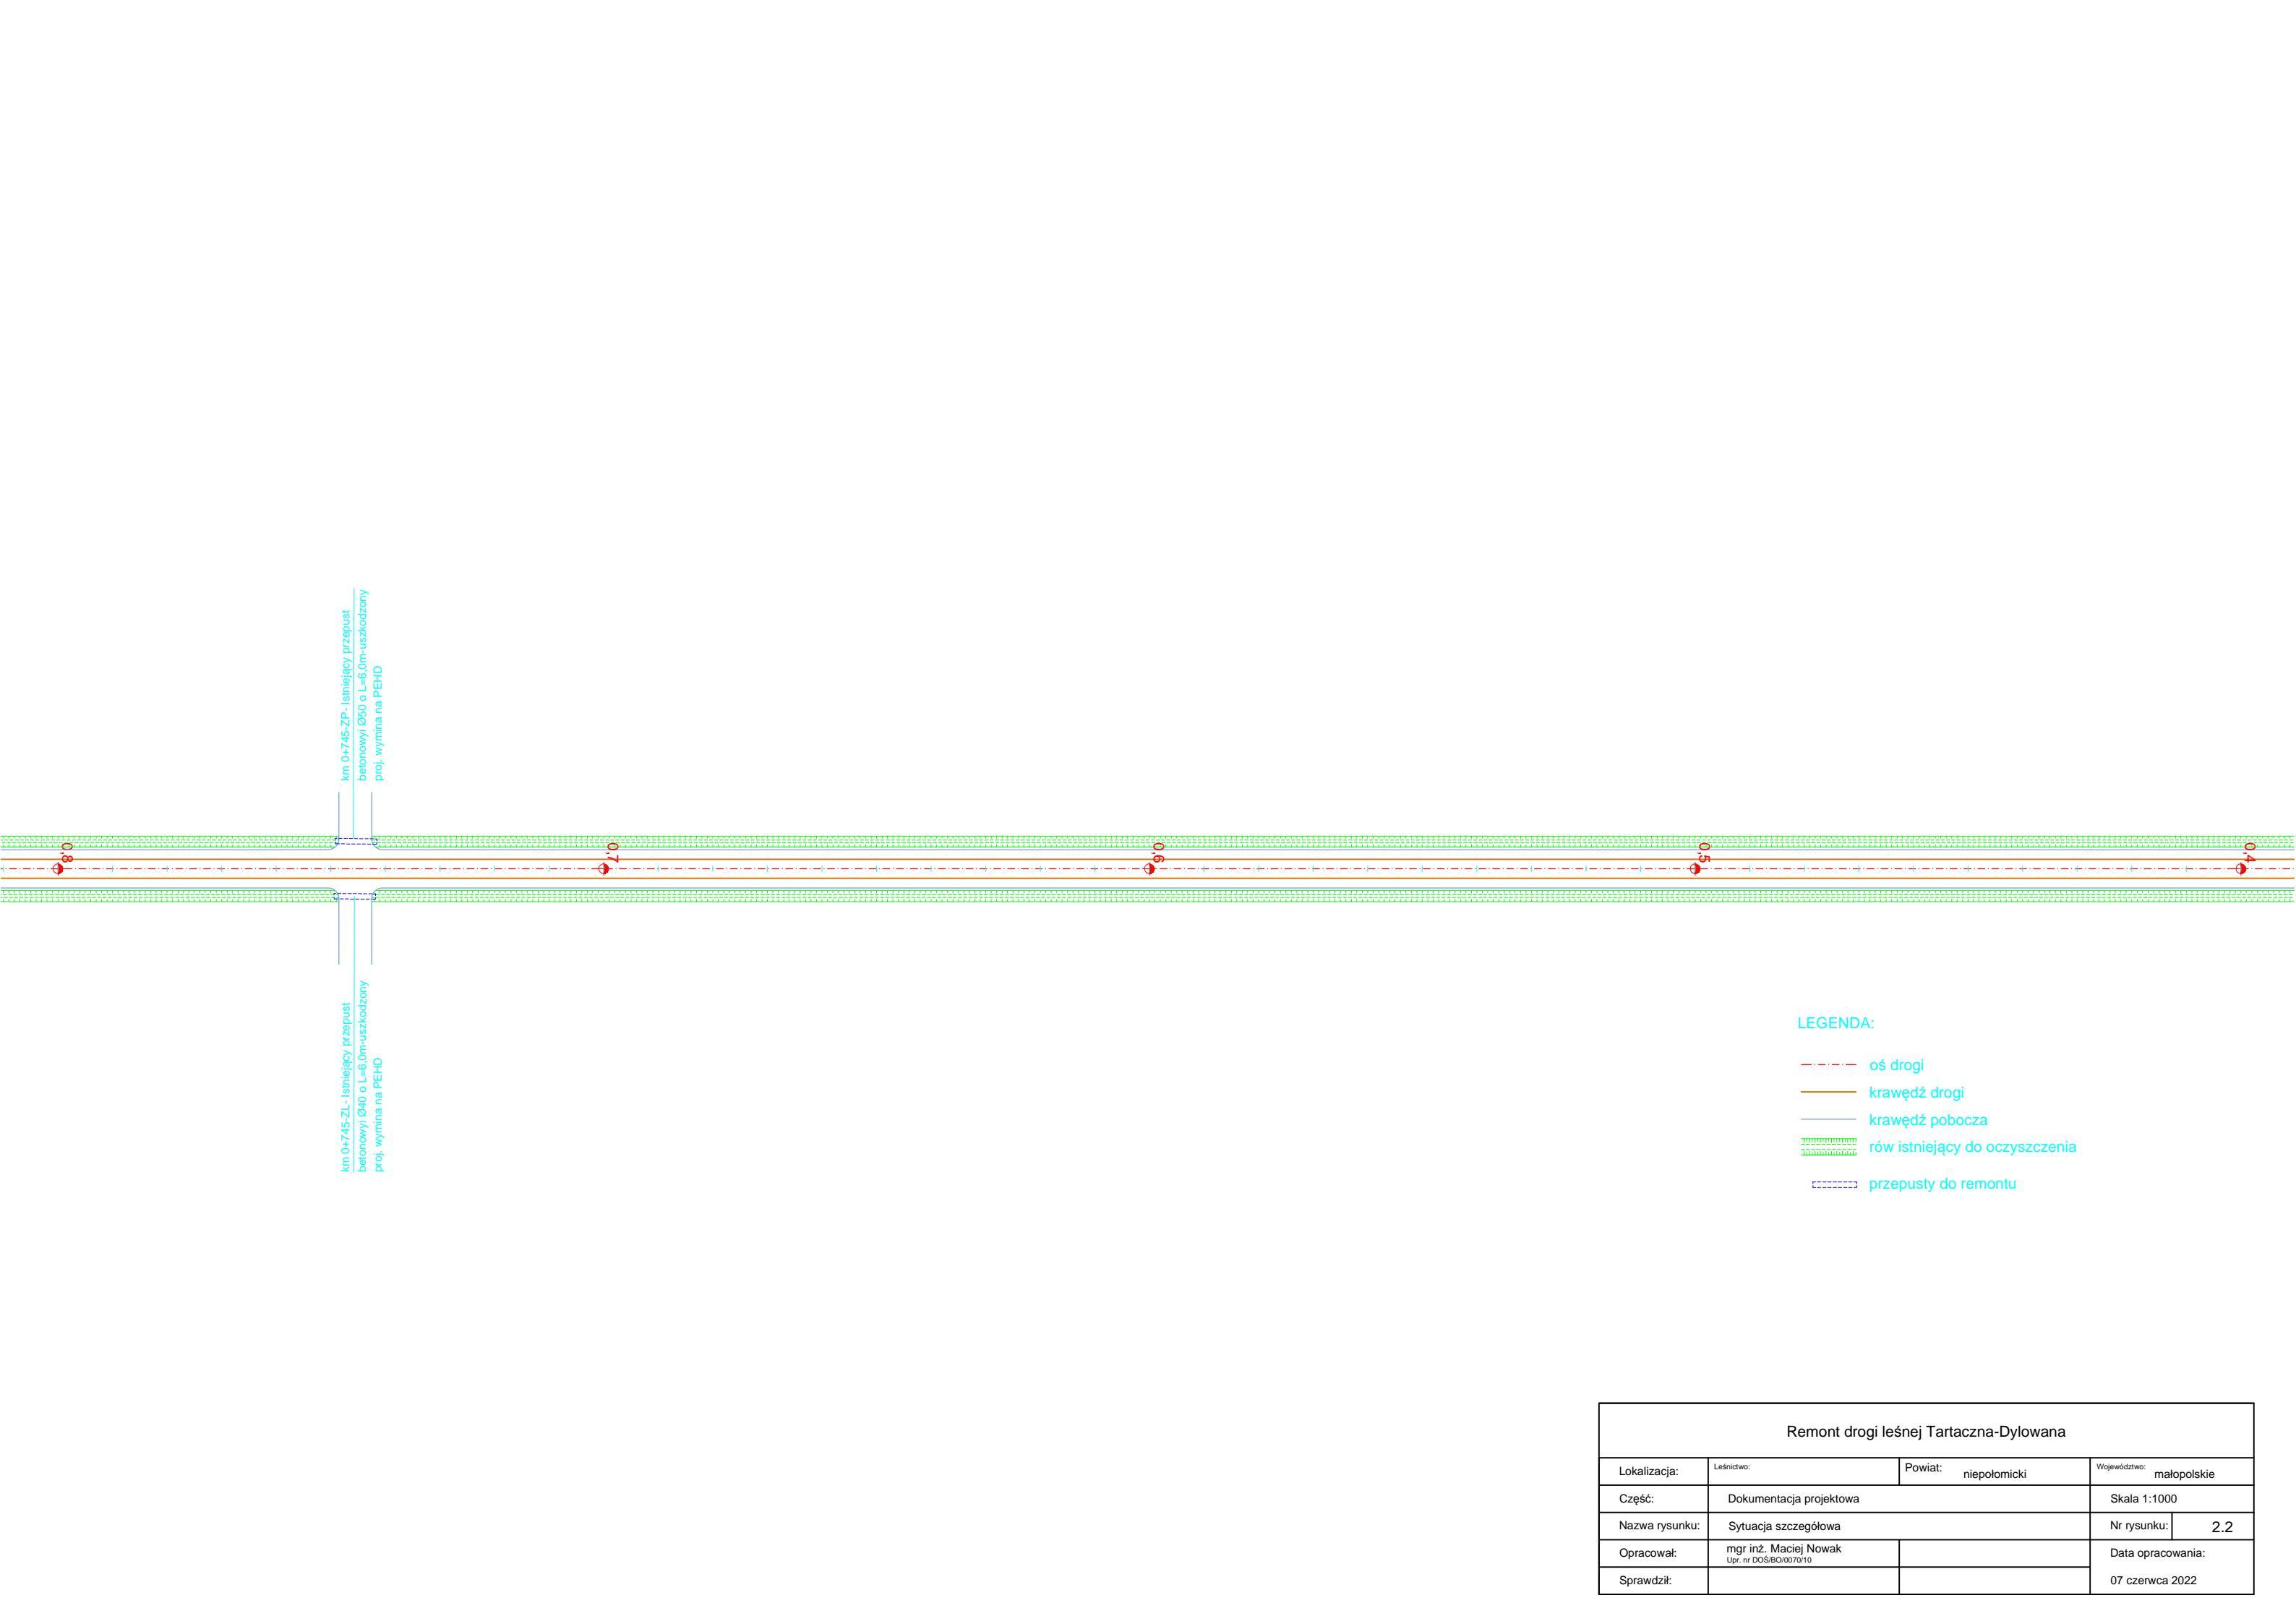 km 0+745-ZP- Istniejący przepust
betonowyi Ø50 o L=6,0m-uszkodzony
proj. wymina na PEHD
0,8
0,7
0,6
0,5
0,4
km 0+745-ZL- Istniejący przepust
betonowyi Ø40 o L=6,0m-uszkodzony
proj. wymina na PEHD
LEGENDA:
oś drogi
krawędź drogi
krawędź pobocza
rów istniejący do oczyszczenia
przepusty do remontu
Remont drogi leśnej Tartaczna-Dylowana
Lokalizacja: Leśnictwo: Powiat: niepołomicki Województwo: małopolskie
Część: Dokumentacja projektowa Skala 1:1000
Nazwa rysunku: Sytuacja szczegółowa Nr rysunku: 2.2
Opracował: mgr inż. Maciej Nowak Data opracowania:
Upr. nr DOŚ/BO/0070/10
Sprawdził: 07 czerwca 2022